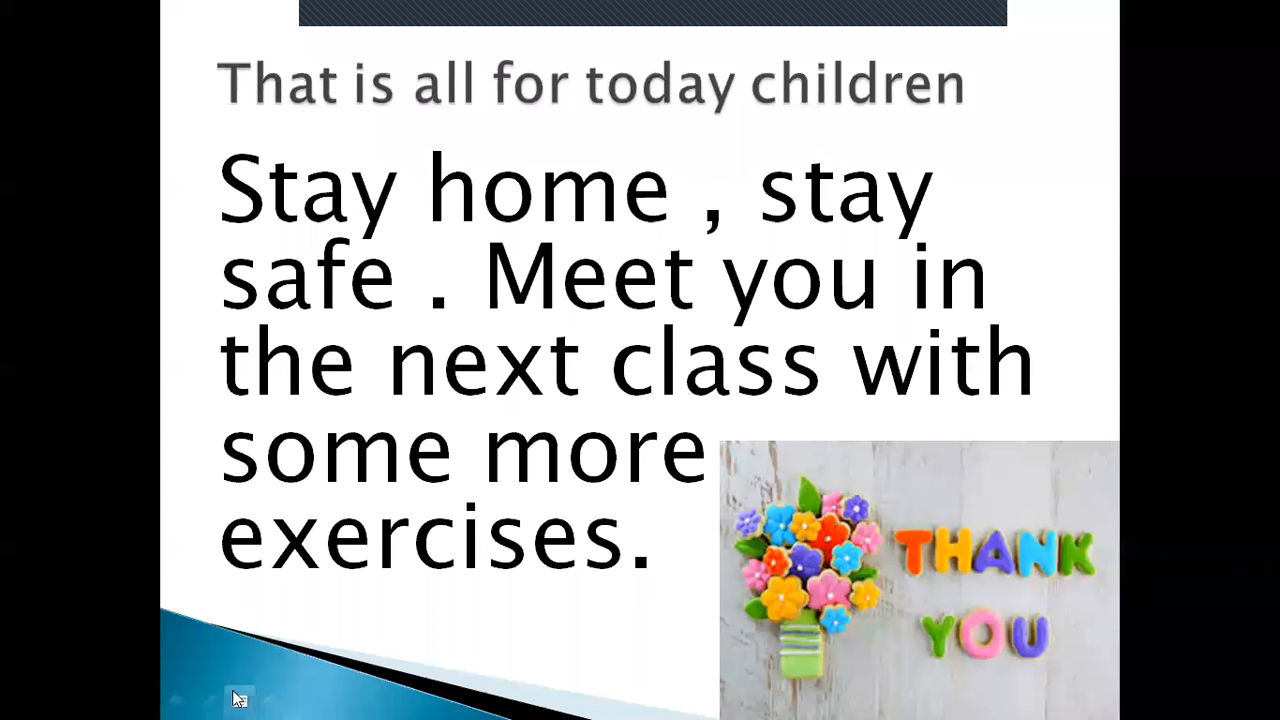 That is all for today children
Stay home , stay
safe . Meet you in
the next class with
some more
exercises.
THANK
YOU